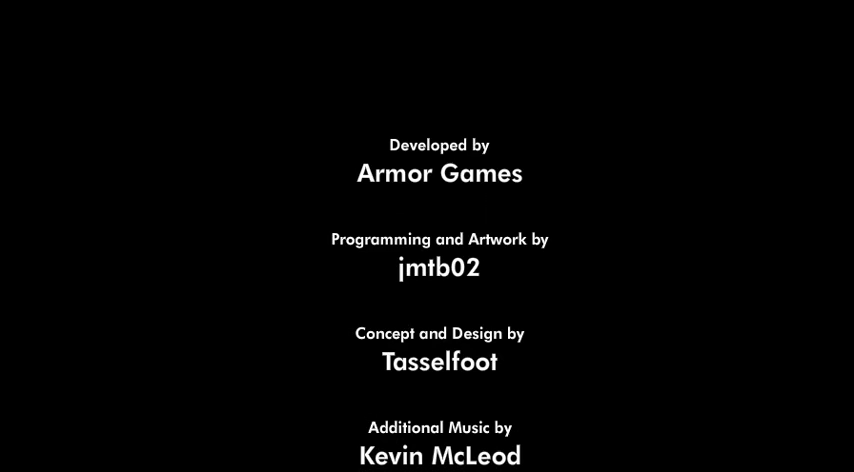 Developed by
Armor Games
Programming and Artwork by
jmtb02
Concept and Design by
Tasselfoot
Additional Music by
Kevin McLeod